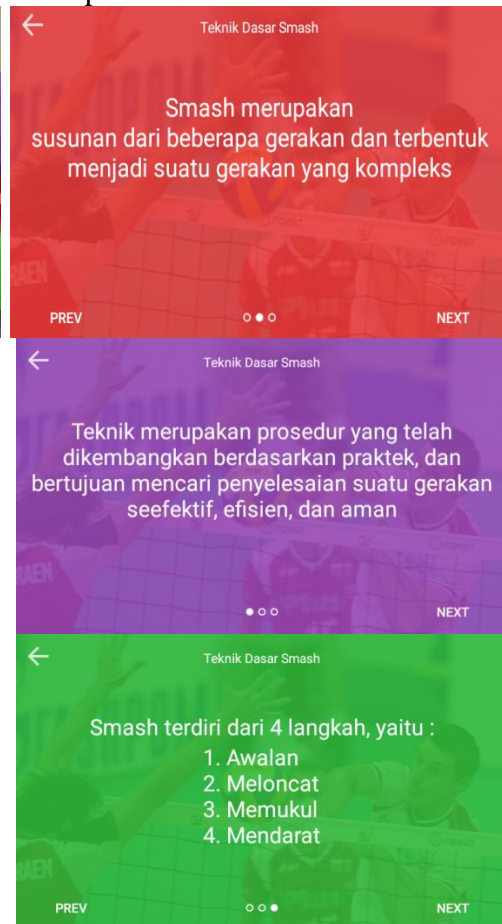 ←
Teknik Dasar Smash
Smash merupakan
susunan dari beberapa gerakan dan terbentuk
menjadi suatu gerakan yang kompleks
PREV
NEXT
←
Teknik Dasar Smash
Teknik merupakan prosedur yang telah
dikembangkan berdasarkan praktek, dan
bertujuan mencari penyelesaian suatu gerakan
seefektif, efisien, dan aman
NEXT
←
Teknik Dasar Smash
Smash terdiri dari 4 langkah, yaitu :
1. Awalan
2. Meloncat
3. Memukul
4. Mendarat
PREV
NEXT